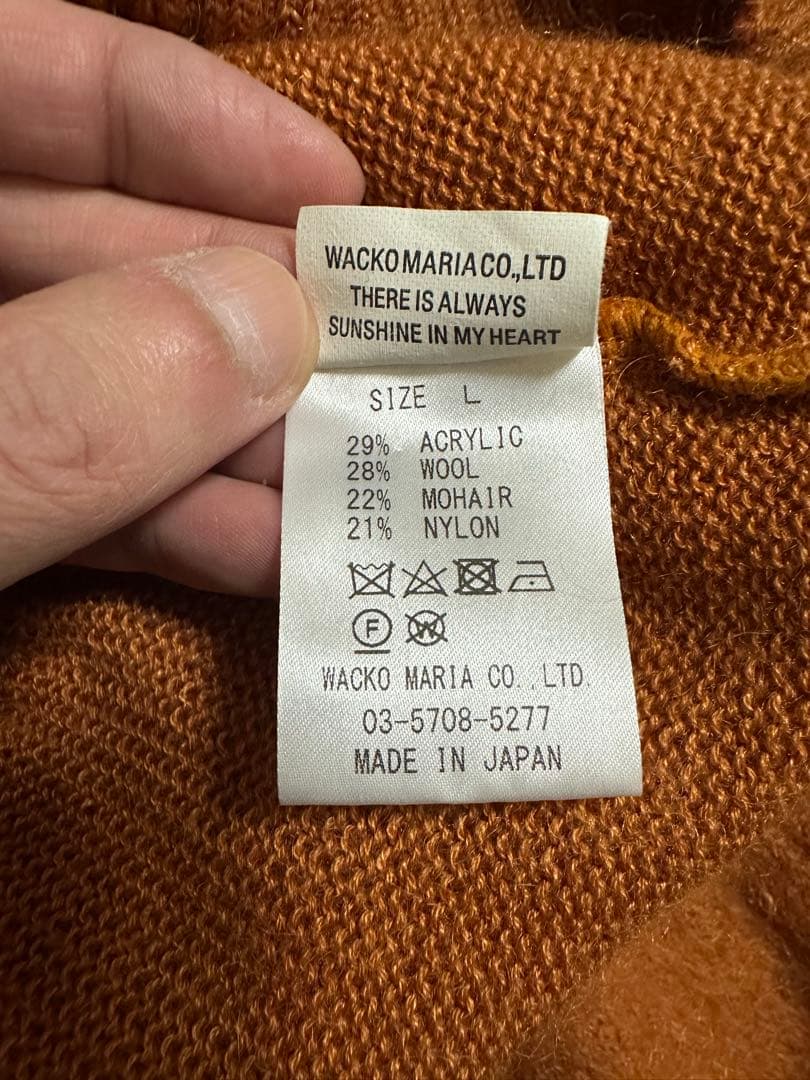 WACKO MARIA CO.,LTD
THERE IS ALWAYS
SUNSHINE IN MY HEART
SIZE L
29% ACRYLIC
28% WOOL
22% MOHAIR
21% NYLON
F W
WACKO MARIA CO.,LTD.
03-5708-5277
MADE IN JAPAN